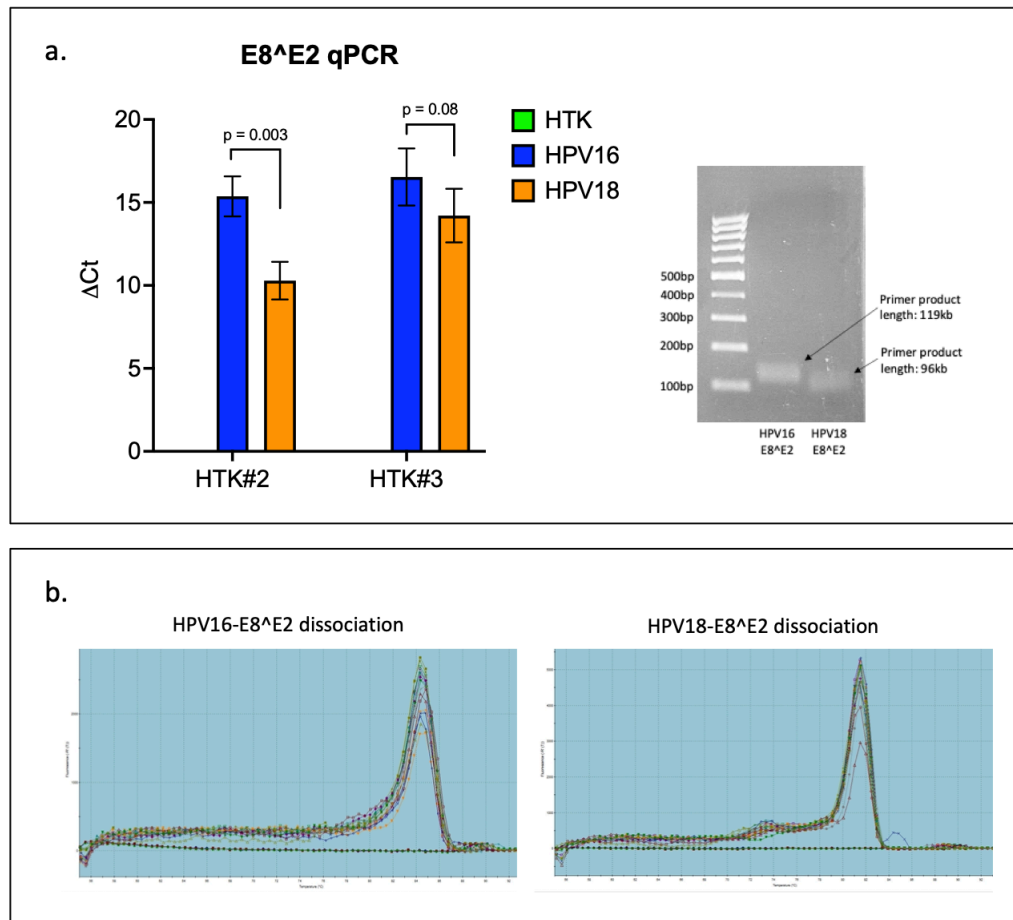 a.
E8^E2 qPCR
p = 0.003
p = 0.08
20
15
10
5
0
ΔCt
HTK#2
HTK#3
HTK
HPV16
HPV18
500bp
400bp
300bp
200bp
100bp
Primer product
length: 119kb
Primer product
length: 96kb
HPV16
E8^E2
HPV18
E8^E2
b.
HPV16-E8^E2 dissociation
HPV18-E8^E2 dissociation